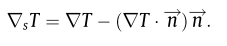 ∇ₛT = ∇T − (∇T · n⃗) n⃗.